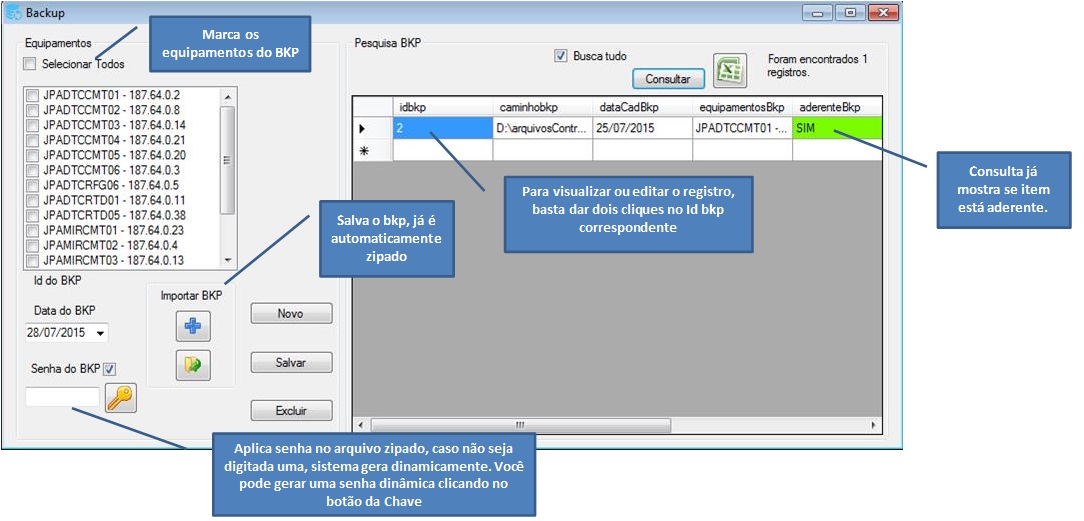 Backup
Marca os
equipamentos do BKP
Equipamentos
Selecionar Todos
JPADTCCMT01 - 187.64.0.2
JPADTCCMT02 - 187.64.0.8
JPADTCCMT03 - 187.64.0.14
JPADTCCMT04 - 187.64.0.21
JPADTCCMT05 - 187.64.0.20
JPADTCCMT06 - 187.64.0.3
JPADTCRFG06 - 187.64.0.5
JPADTCRTD01 - 187.64.0.11
JPADTCRTD05 - 187.64.0.38
JPAMIRCMT01 - 187.64.0.23
JPAMIRCMT02 - 187.64.0.4
JPAMIRCMT03 - 187.64.0.13
Id do BKP
Data do BKP
28/07/2015
Senha do BKP
Importar BKP
Novo
Salvar
Excluir
Salva o bkp, já é
automaticamente
zipado
Pesquisa BKP
Busca tudo
Consultar
Foram encontrados 1
registros.
idbkp caminhobkp dataCadBkp equipamentosBkp aderenteBkp
2 D:\arquivosContr... 25/07/2015 JPADTCCMT01 -... SIM
Para visualizar ou editar o registro,
basta dar dois cliques no Id bkp
correspondente
Consulta já
mostra se item
está aderente.
Aplica senha no arquivo zipado, caso não seja
digitada uma, sistema gera dinamicamente. Você
pode gerar uma senha dinâmica clicando no
botão da Chave